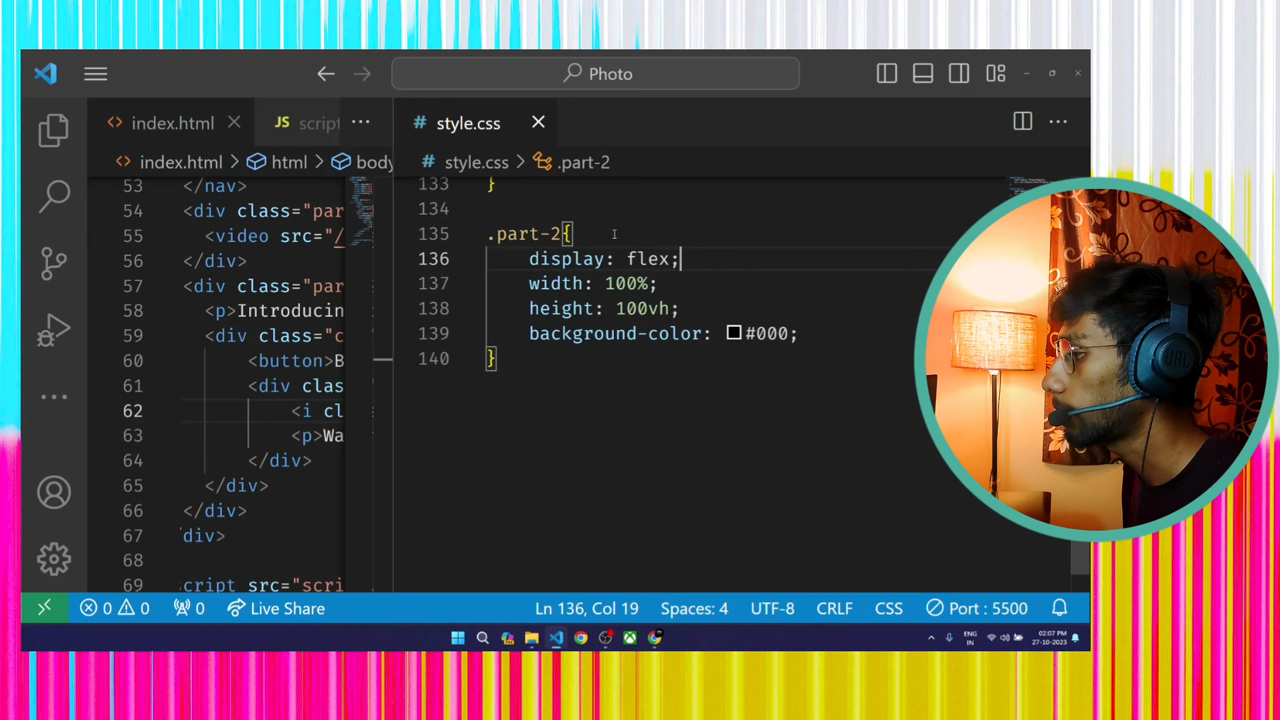 Photo
index.html
JS script
style.css
index.html > html > body
style.css > .part-2
53 </nav>
54 <div class="par
55 <video src="/
56 </div>
57 <div class="par
58 <p>Introducin
59 <div class="c
60 <button>B
61 <div clas
62 <i cl
63 <p>Wa
64 </div>
65 </div>
66 </div>
67 div>
68
69 cript src="scri
133 }
134
135 .part-2{
136 display: flex;
137 width: 100%;
138 height: 100vh;
139 background-color: #000;
140 }
JBL
0 0 0 Live Share Ln 136, Col 19 Spaces: 4 UTF-8 CRLF CSS Port : 5500
ENG
IN
02:07 PM
27-10-2023